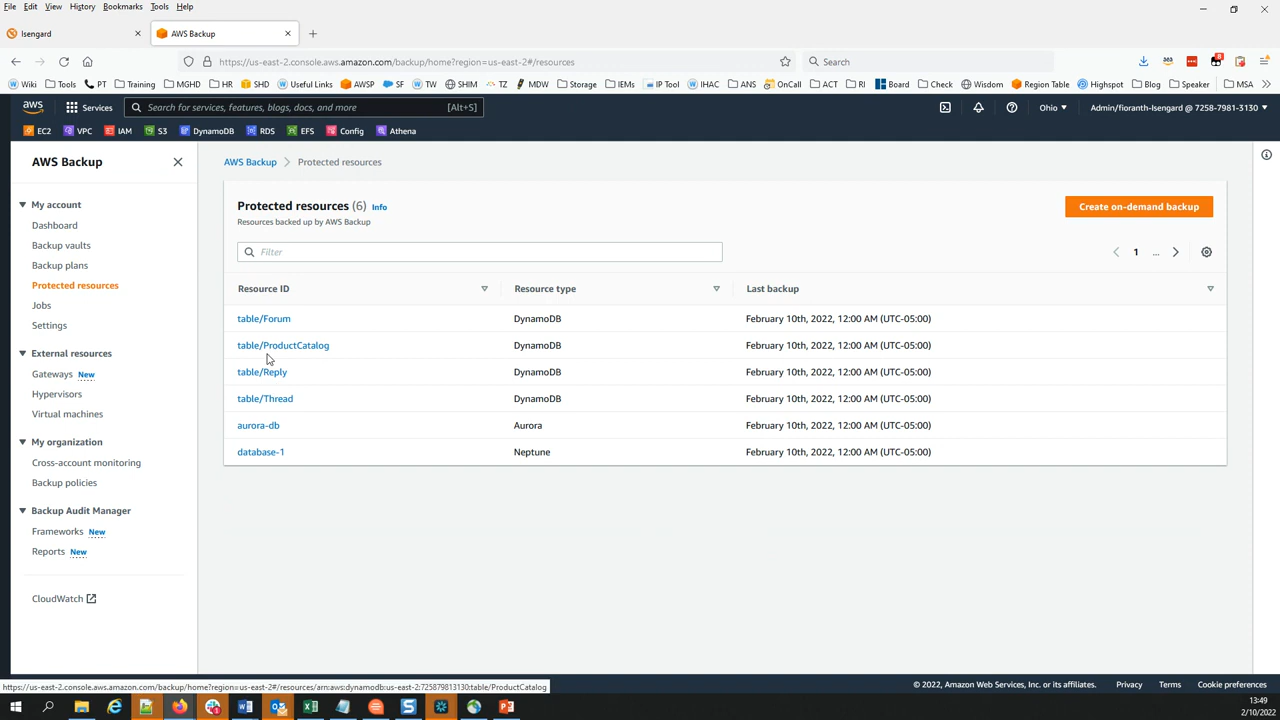 File Edit View History Bookmarks Tools Help
Isengard
AWS Backup
https://us-east-2.console.aws.amazon.com/backup/home?region=us-east-2#/resources
Search
Wiki Tools PT Training MGHD HR SHD Useful Links AWSP SF TW SHIM TZ MDW Storage IEMs IP Tool IHAC ANS OnCall ACT RI Board Check Wisdom Region Table Highspot Blog Speaker MSA
aws Services Search for services, features, blogs, docs, and more [Alt+S] Ohio Admin/fioranth-Isengard @ 7258-7981-3130
EC2 VPC IAM S3 DynamoDB RDS EFS Config Athena
AWS Backup
My account
Dashboard
Backup vaults
Backup plans
Protected resources
Jobs
Settings
External resources
Gateways New
Hypervisors
Virtual machines
My organization
Cross-account monitoring
Backup policies
Backup Audit Manager
Frameworks New
Reports New
CloudWatch
AWS Backup Protected resources
Protected resources (6) Info
Resources backed up by AWS Backup
Create on-demand backup
Filter
1 ...
Resource ID Resource type Last backup
table/Forum DynamoDB February 10th, 2022, 12:00 AM (UTC-05:00)
table/ProductCatalog DynamoDB February 10th, 2022, 12:00 AM (UTC-05:00)
table/Reply DynamoDB February 10th, 2022, 12:00 AM (UTC-05:00)
table/Thread DynamoDB February 10th, 2022, 12:00 AM (UTC-05:00)
aurora-db Aurora February 10th, 2022, 12:00 AM (UTC-05:00)
database-1 Neptune February 10th, 2022, 12:00 AM (UTC-05:00)
https://us-east-2.console.aws.amazon.com/backup/home?region=us-east-2#/resources/arn:aws:dynamodb:us-east-2:725879813130:table/ProductCatalog
© 2022, Amazon Web Services, Inc. or its affiliates. Privacy Terms Cookie preferences
13:49
2/10/2022